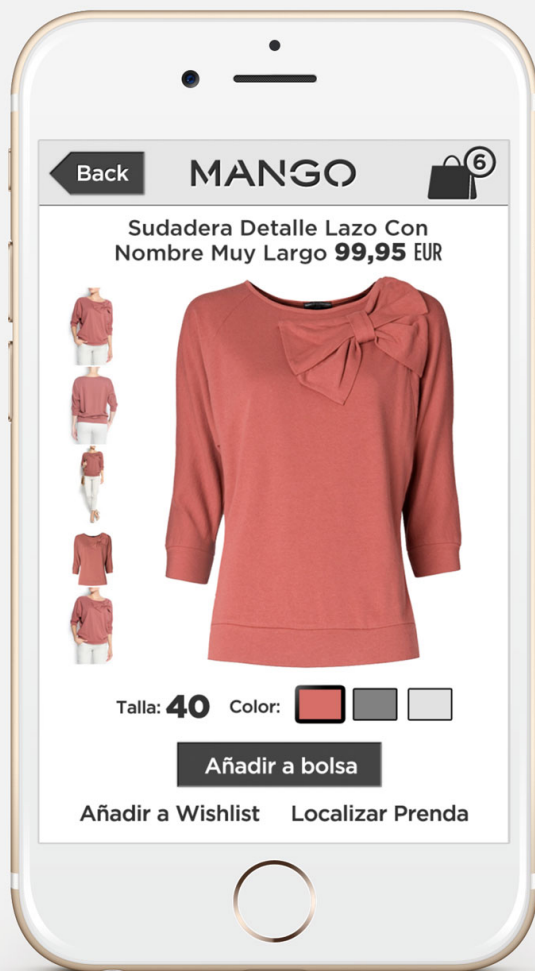 Back
MANGO
6
Sudadera Detalle Lazo Con
Nombre Muy Largo 99,95 EUR
Talla: 40 Color:
Añadir a bolsa
Añadir a Wishlist Localizar Prenda